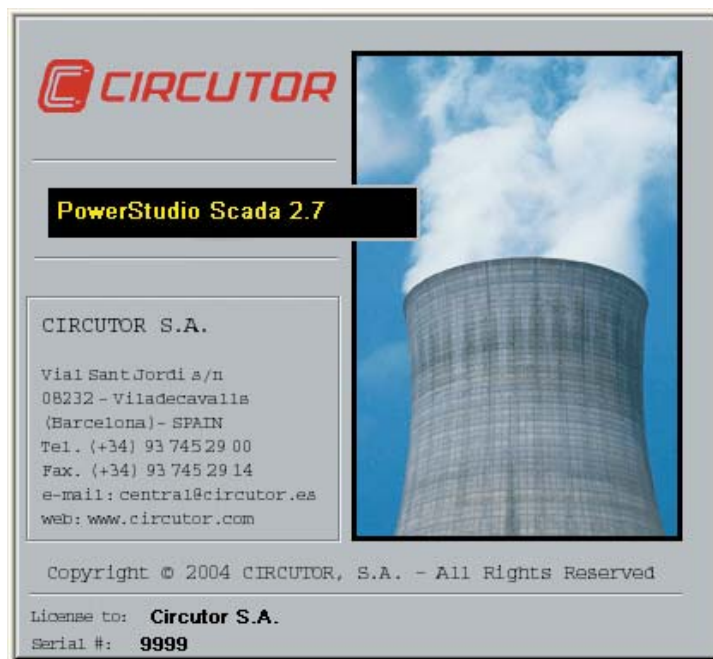 CIRCUTOR
PowerStudio Scada 2.7
CIRCUTOR S.A.
Vial Sant Jordi s/n
08232 - Viladecavalls
(Barcelona) - SPAIN
Tel. (+34) 93 745 29 00
Fax. (+34) 93 745 29 14
e-mail: central@circutor.es
web: www.circutor.com
Copyright © 2004 CIRCUTOR, S.A. - All Rights Reserved
License to: Circutor S.A.
Serial #: 9999